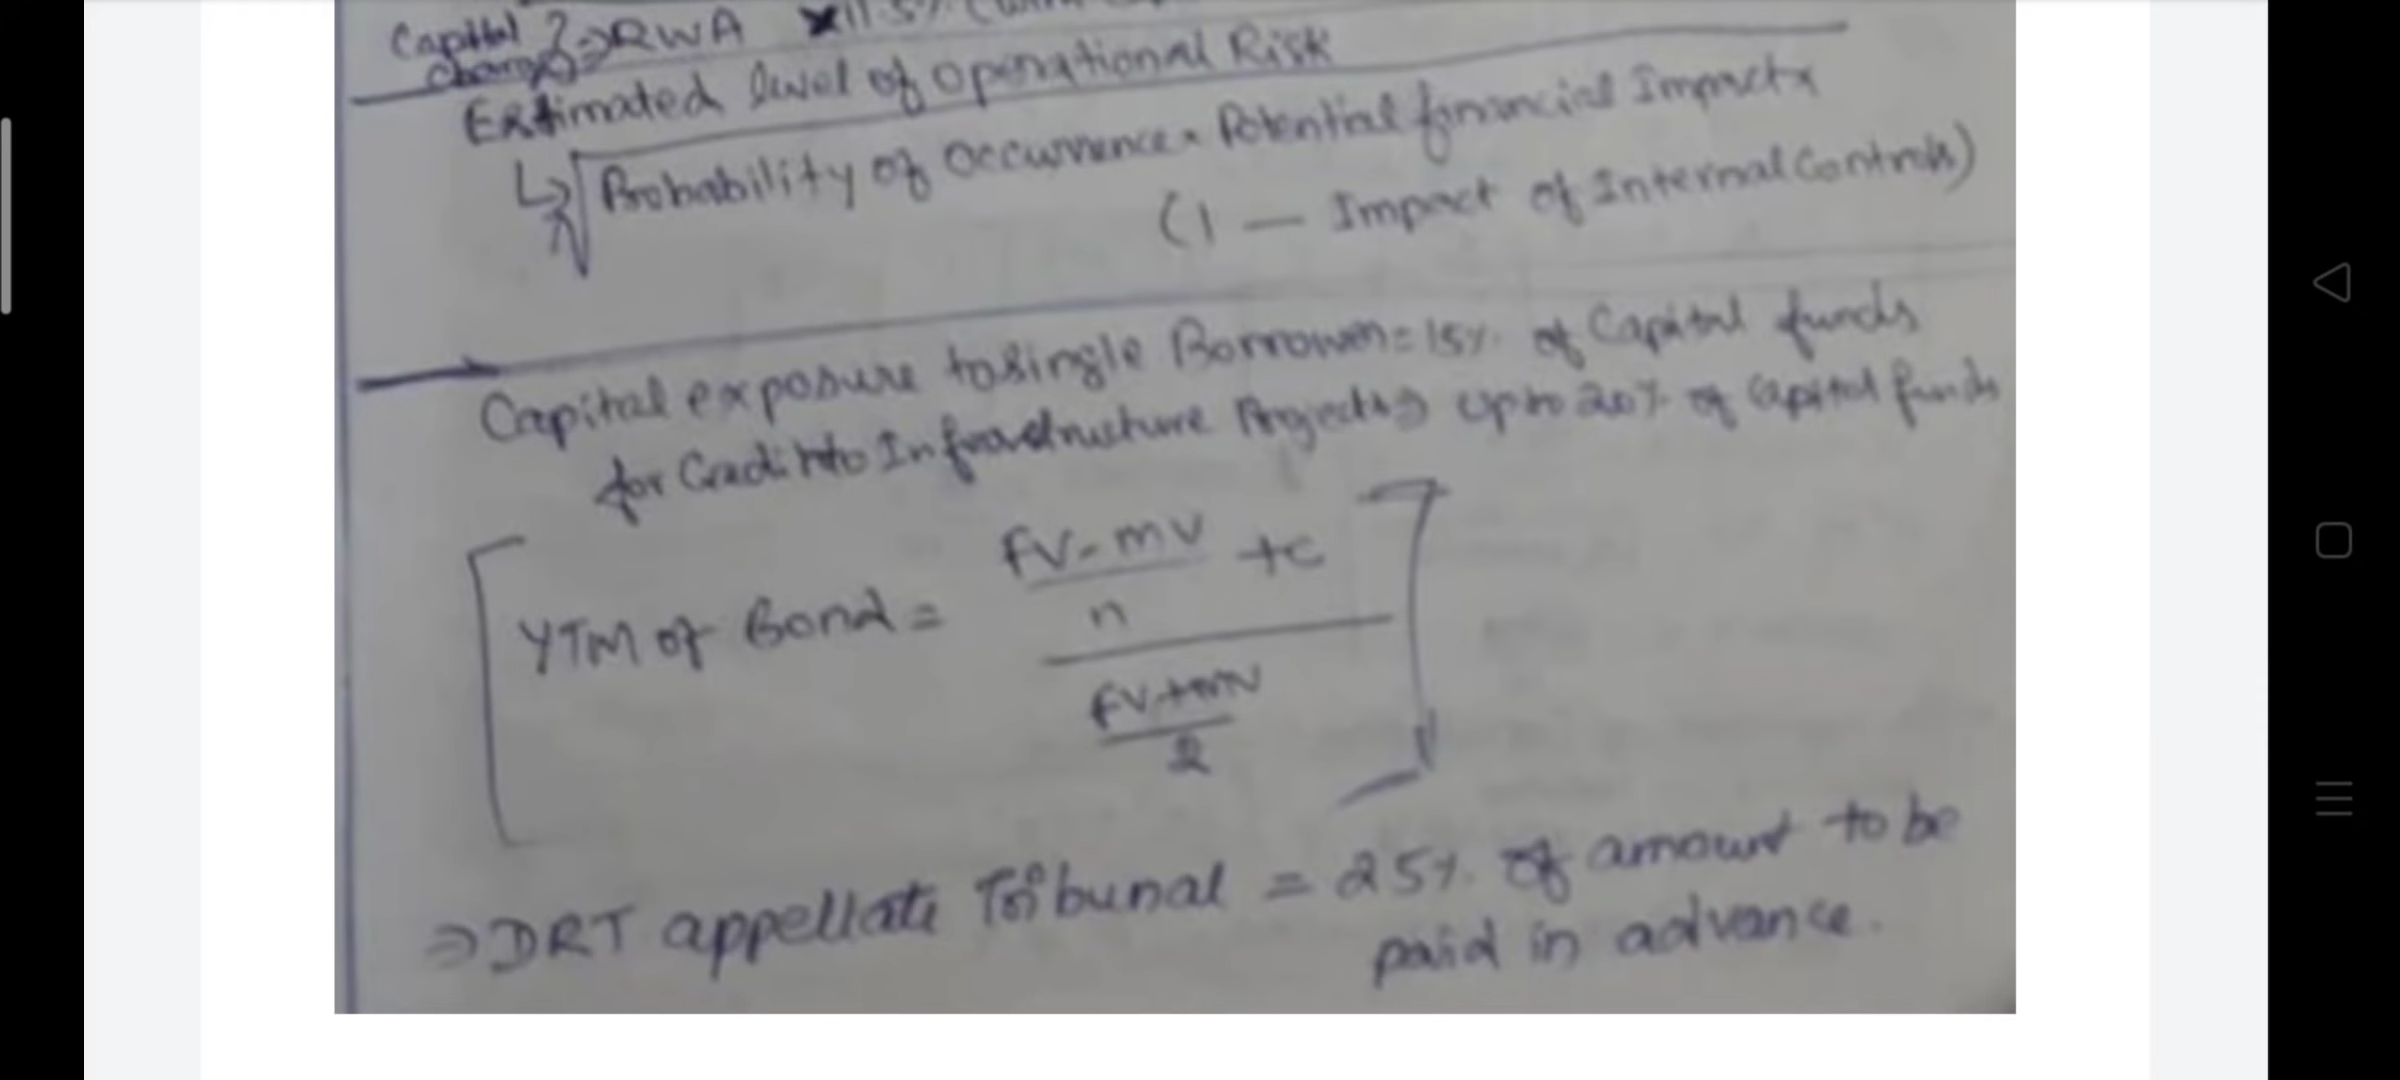 Capital } => RWA × 11.5%
Charge
Estimated level of operational Risk
↳ √ Probability of occurrence × Potential financial Impact ×
(1 — Impact of Internal Controls)
Capital exposure to single Borrower = 15% of Capital funds
for Credit to Infrastructure Projects => upto 20% of Capital funds
FV - MV + C
n
YTM of Bond =
FV + MV
2
=> DRT appellate Tribunal = 25% of amount to be
paid in advance.